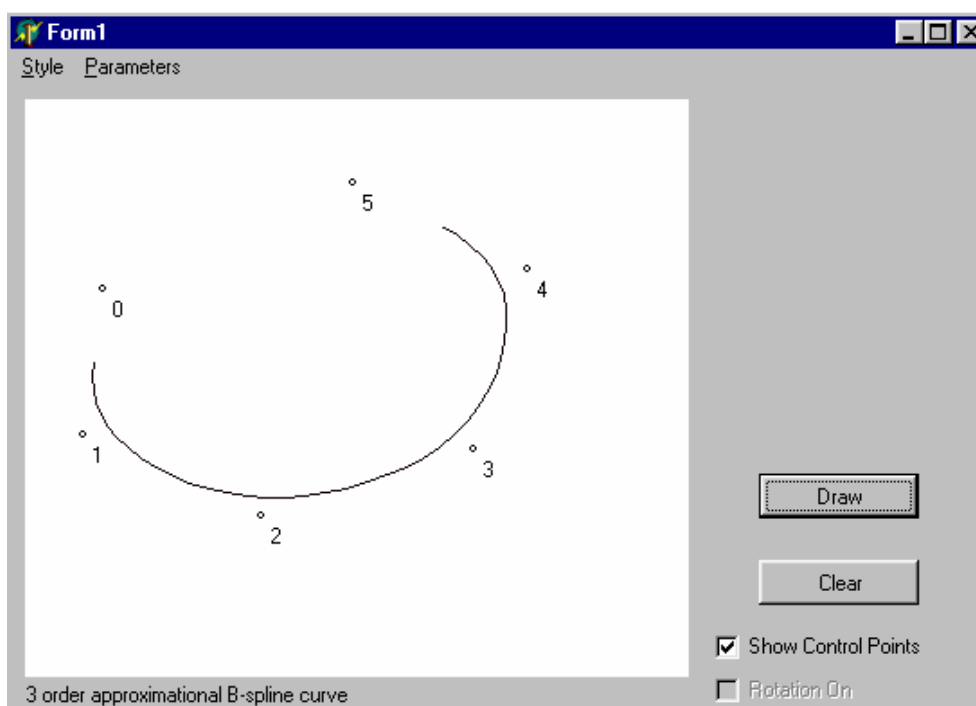 Form1
Style Parameters
5
4
0
1
3
2
Draw
Clear
Show Control Points
3 order approximational B-spline curve
Rotation On